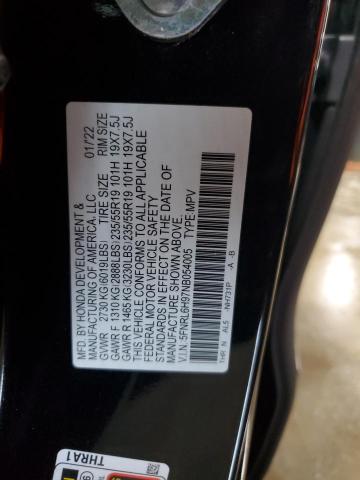 MFD. BY HONDA DEVELOPMENT & 01/22
MANUFACTURING OF AMERICA, LLC
GVWR 2730 KG(6019LBS) TIRE SIZE RIM SIZE
GAWR F 1310 KG(2888LBS)235/55R19 101H 19X7.5J
GAWR R 1465 KG(3230LBS)235/55R19 101H 19X7.5J
THIS VEHICLE CONFORMS TO ALL APPLICABLE
FEDERAL MOTOR VEHICLE SAFETY
STANDARDS IN EFFECT ON THE DATE OF
MANUFACTURE SHOWN ABOVE.
V.I.N. 5FNRL6H97NB054005 TYPE:MPV
THR N AL5 -NH731P -A -B
THRA1